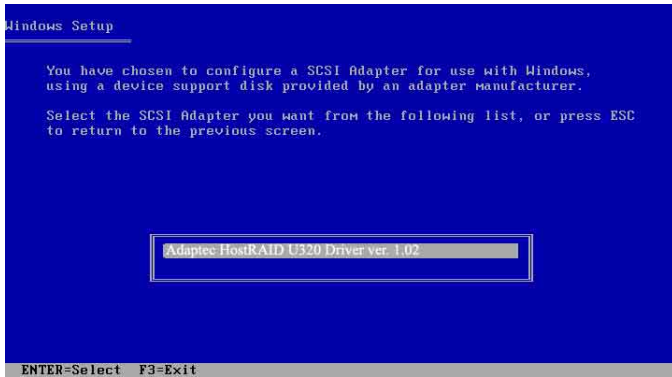 Windows Setup
You have chosen to configure a SCSI Adapter for use with Windows,
using a device support disk provided by an adapter manufacturer.
Select the SCSI Adapter you want from the following list, or press ESC
to return to the previous screen.
Adaptec HostRAID U320 Driver ver. 1.02
ENTER=Select F3=Exit